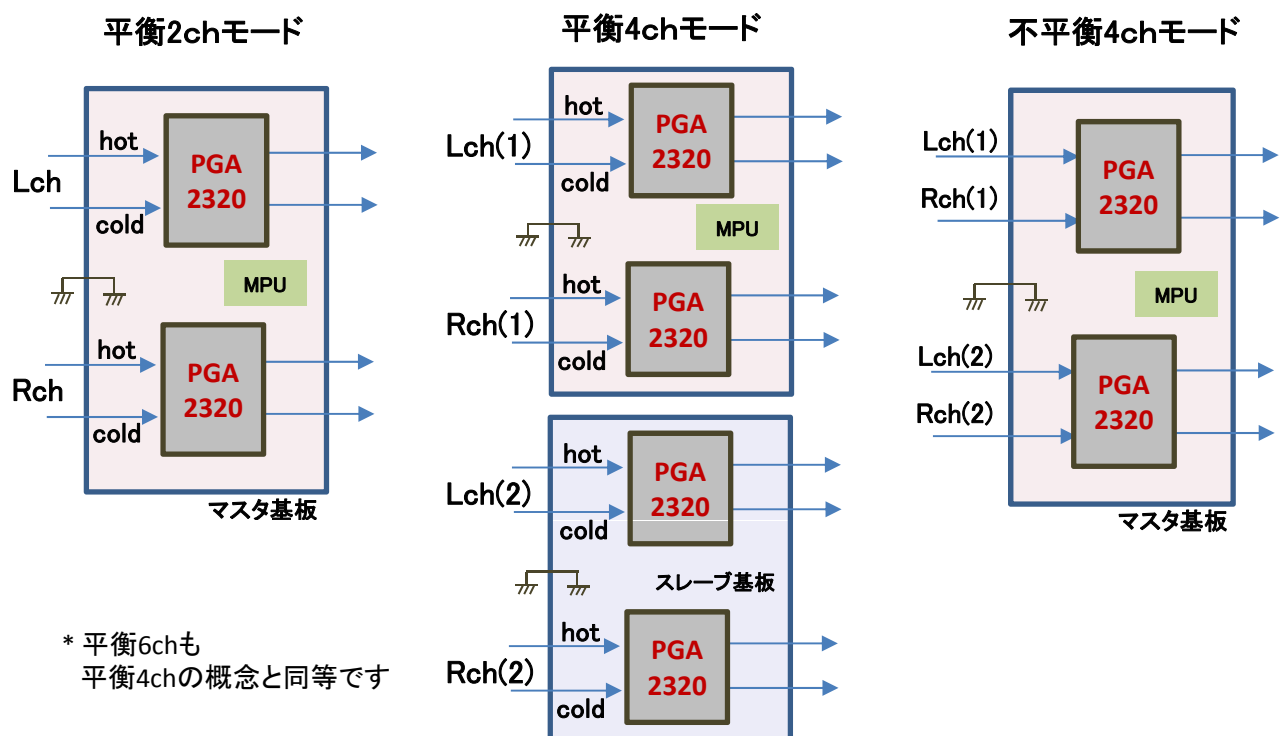 平衡2chモード
hot
Lch
PGA
2320
cold
MPU
hot
Rch
PGA
2320
cold
マスタ基板
* 平衡6chも
平衡4chの概念と同等です
平衡4chモード
hot
Lch(1)
PGA
2320
cold
MPU
hot
Rch(1)
PGA
2320
cold
hot
Lch(2)
PGA
2320
cold
スレーブ基板
hot
Rch(2)
PGA
2320
cold
不平衡4chモード
Lch(1)
Rch(1)
PGA
2320
MPU
Lch(2)
Rch(2)
PGA
2320
マスタ基板